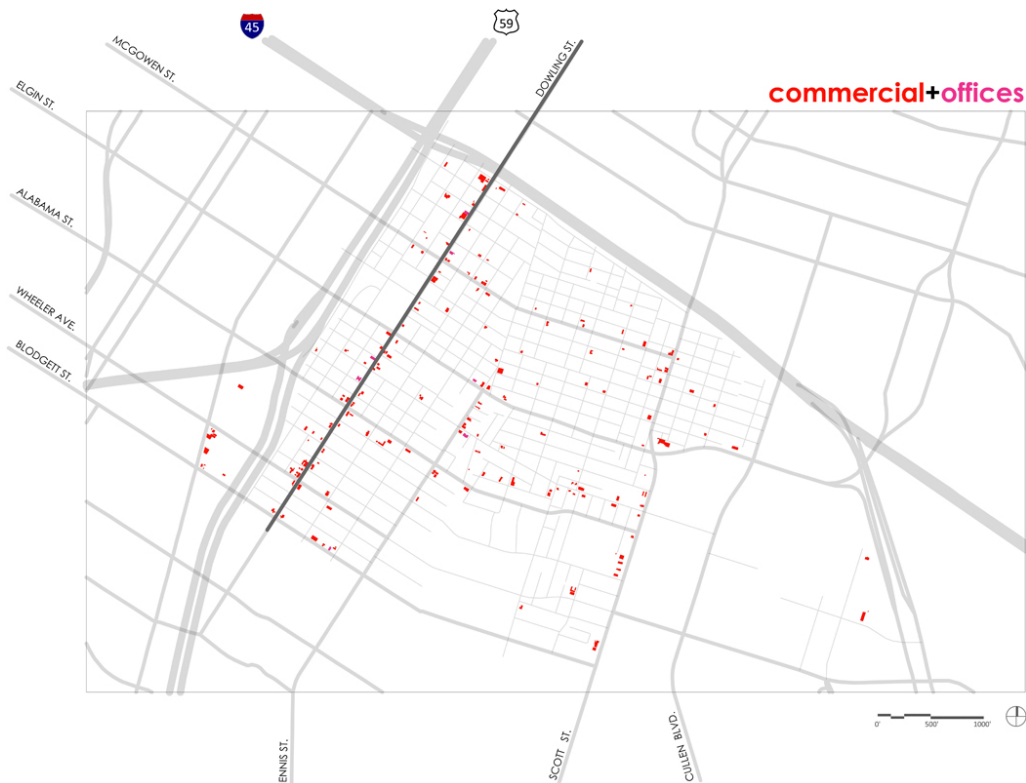 45
59
MCGOWEN ST.
DOWLING ST.
ELGIN ST.
commercial+offices
ALABAMA ST.
WHEELER AVE.
BLODGETT ST.
0' 500' 1000'
ENNIS ST.
SCOTT ST.
CULLEN BLVD.